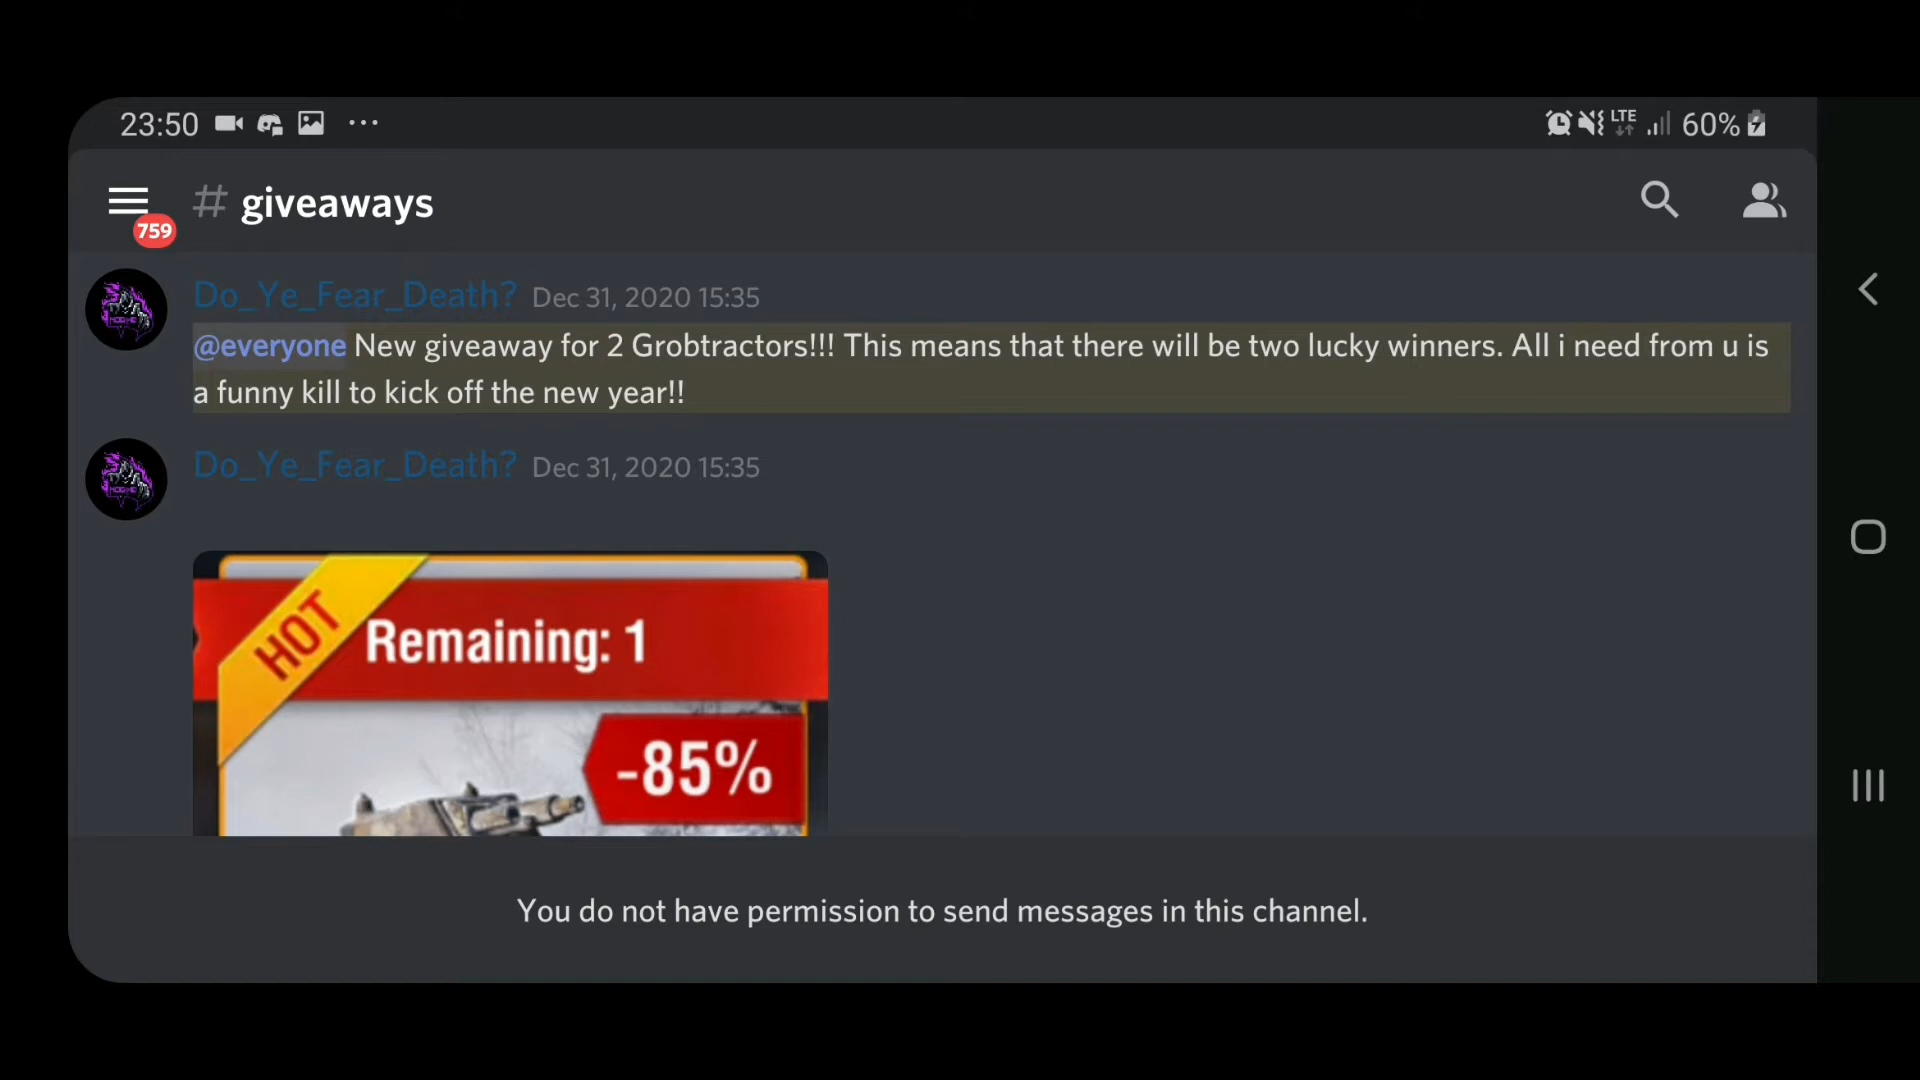 23:50
LTE
60%
759
# giveaways
Do_Ye_Fear_Death? Dec 31, 2020 15:35
@everyone New giveaway for 2 Grobtractors!!! This means that there will be two lucky winners. All i need from u is
a funny kill to kick off the new year!!
Do_Ye_Fear_Death? Dec 31, 2020 15:35
HOT
Remaining: 1
-85%
You do not have permission to send messages in this channel.